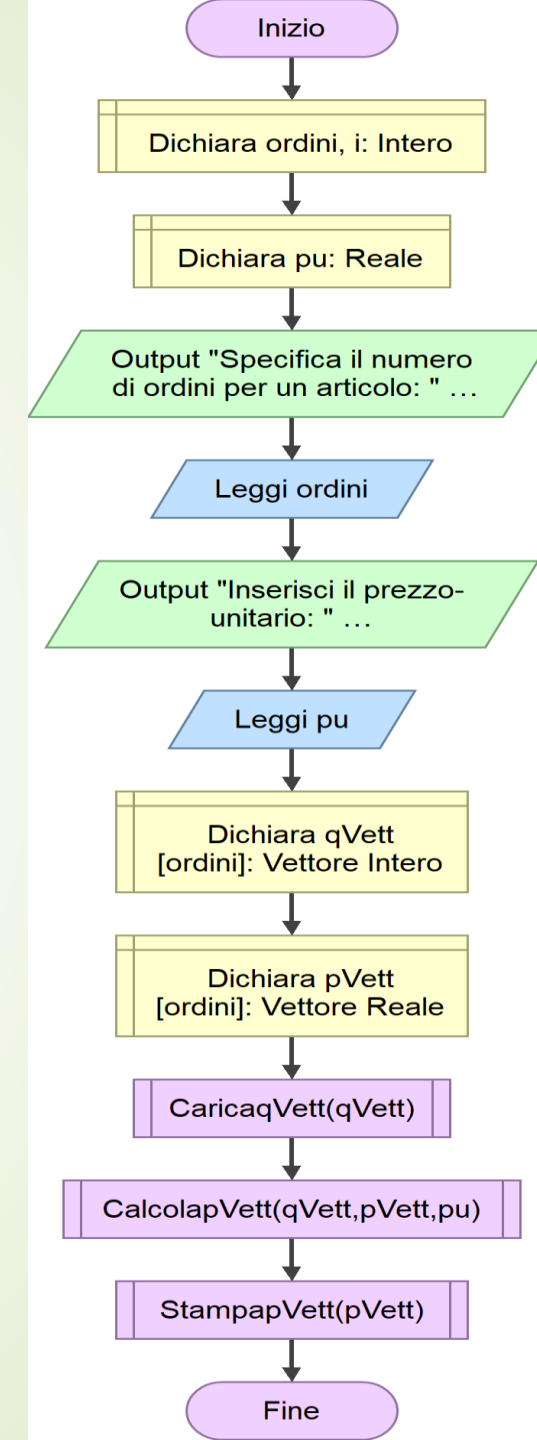 Inizio
Dichiara ordini, i: Intero
Dichiara pu: Reale
Output "Specifica il numero
di ordini per un articolo: " …
Leggi ordini
Output "Inserisci il prezzo-
unitario: " …
Leggi pu
Dichiara qVett
[ordini]: Vettore Intero
Dichiara pVett
[ordini]: Vettore Reale
CaricaqVett(qVett)
CalcolapVett(qVett,pVett,pu)
StampapVett(pVett)
Fine